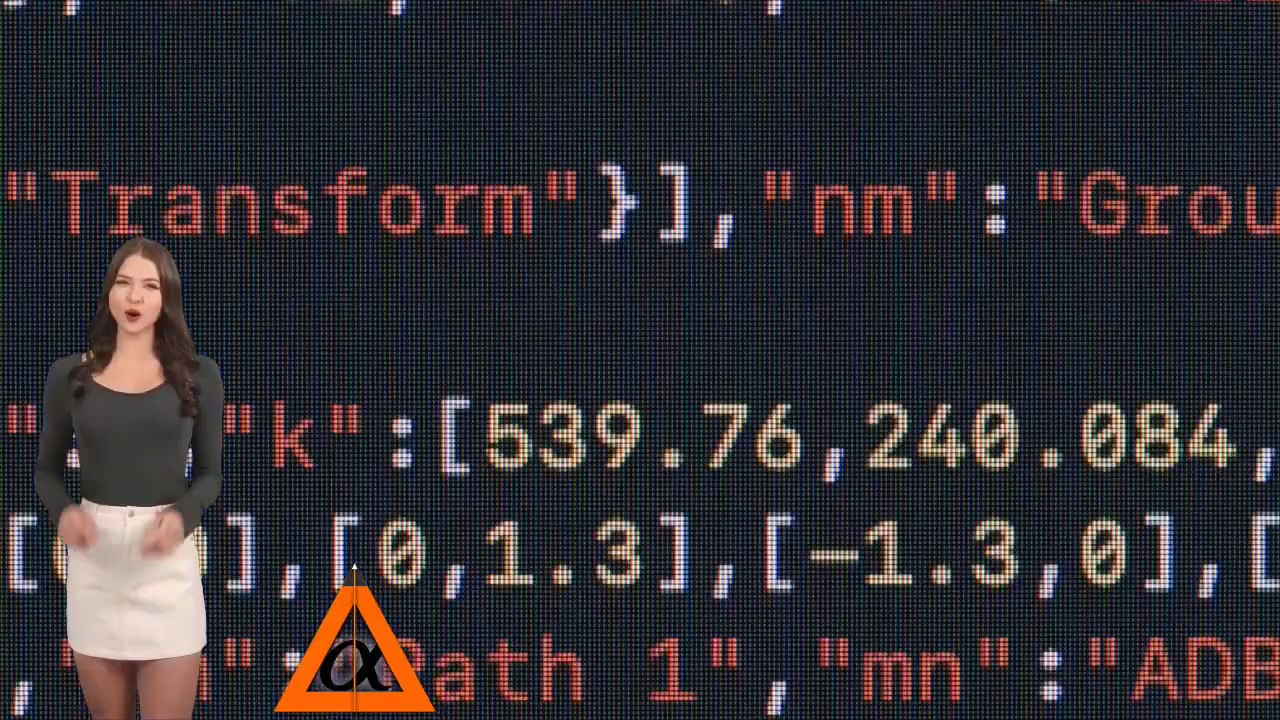 "Transform"}],"nm":"Grou
"k":[539.76,240.084,
],[0,1.3],[-1.3,0],[
"Path 1","mn":"ADB
α